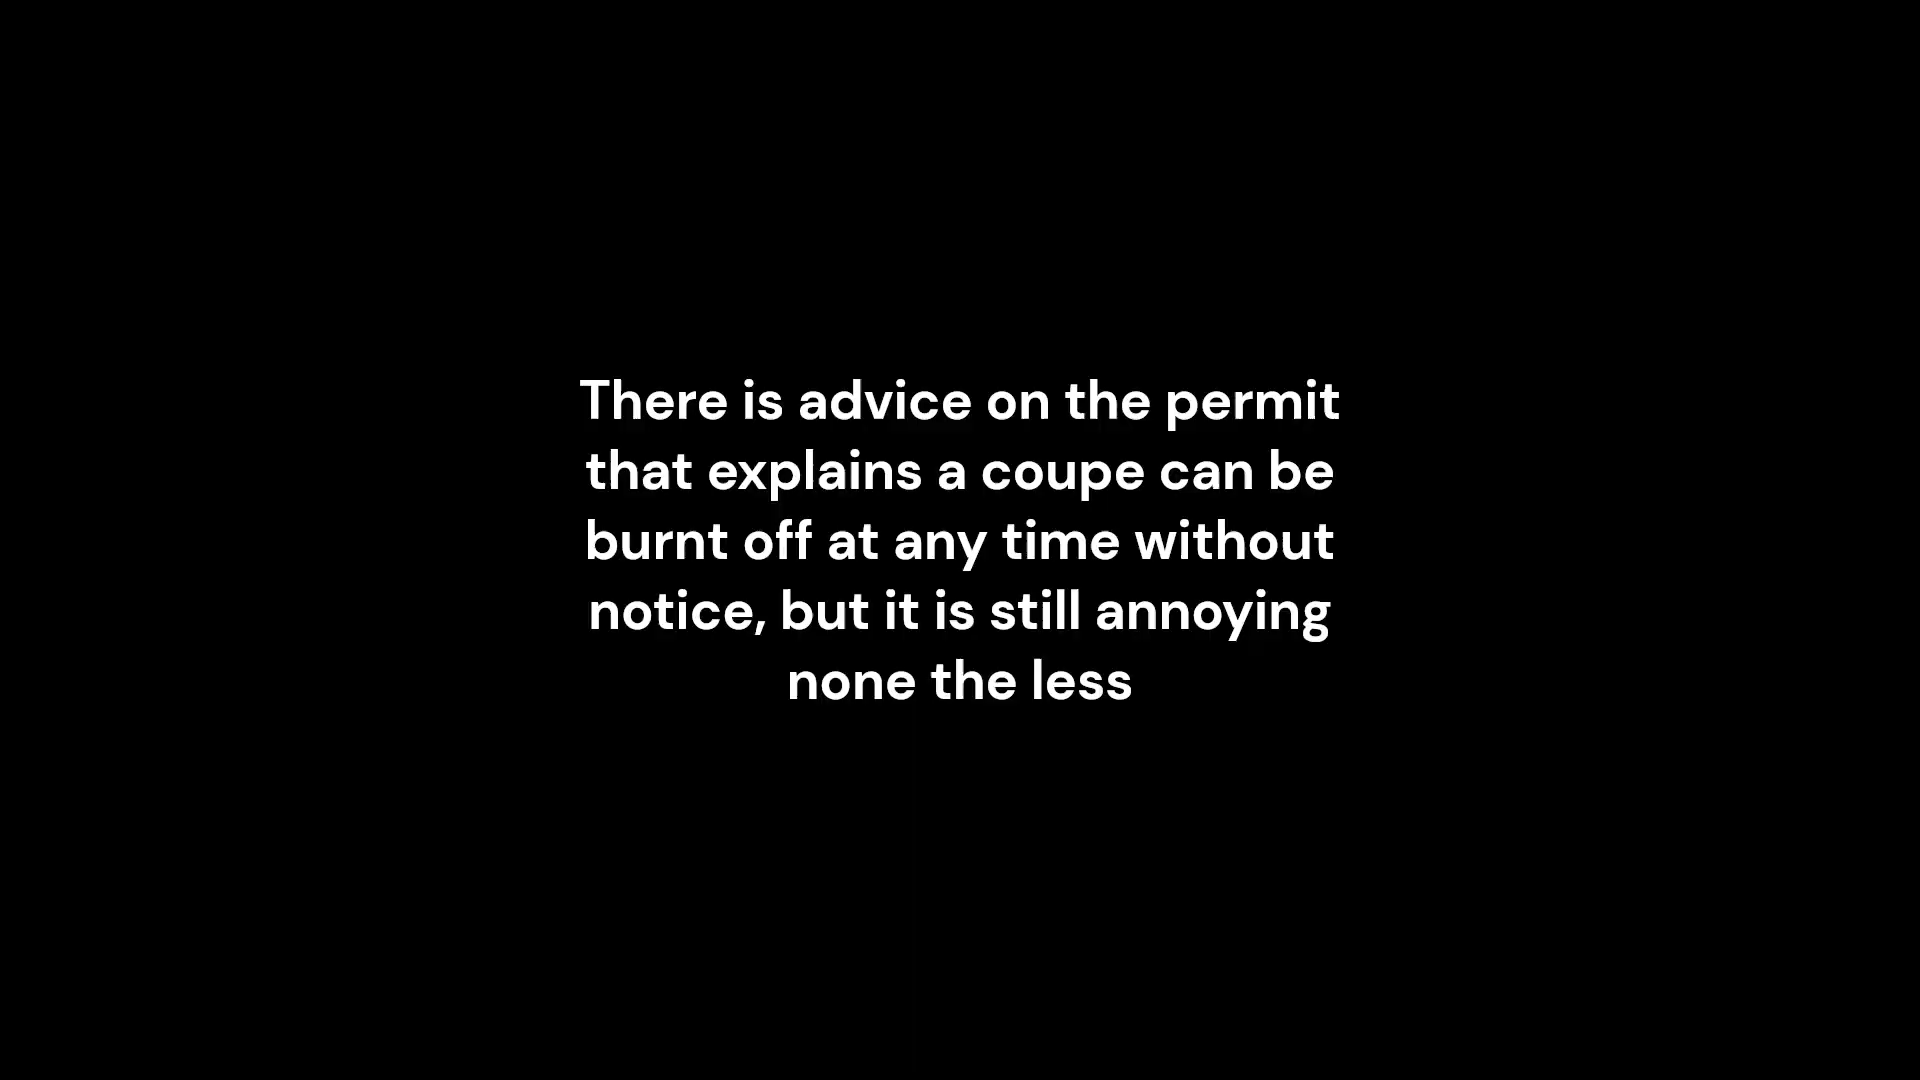 There is advice on the permit
that explains a coupe can be
burnt off at any time without
notice, but it is still annoying
none the less